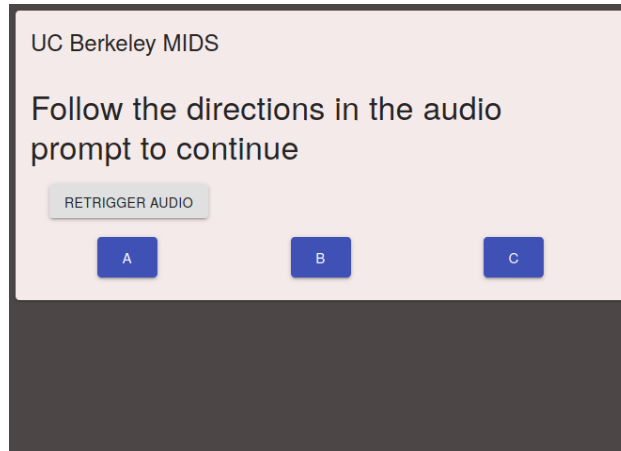 UC Berkeley MIDS
Follow the directions in the audio
prompt to continue
RETRIGGER AUDIO
A B C